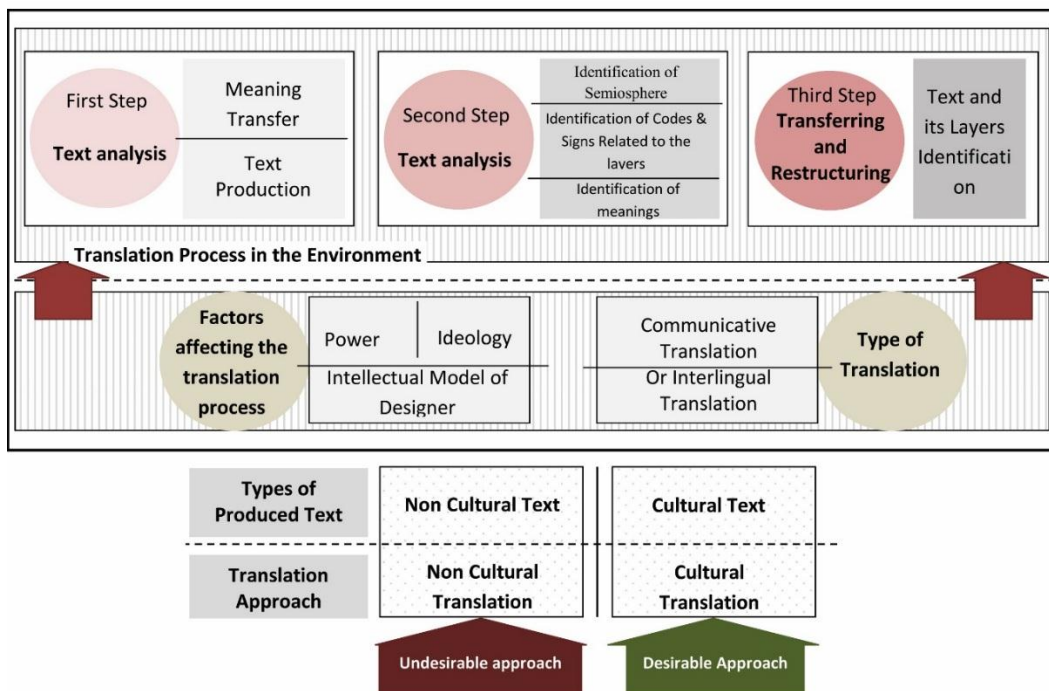 First Step
Text analysis
Meaning
Transfer
Text
Production
Second Step
Text analysis
Identification of
Semiosphere
Identification of Codes &
Signs Related to the
lavers
Identification of
meanings
Third Step
Transferring
and
Restructuring
Text and
its Layers
Identificati
on
Translation Process in the Environment
Factors
affecting the
translation
process
Power
Ideology
Intellectual Model of
Designer
Communicative
Translation
Or Interlingual
Translation
Type of
Translation
Types of
Produced Text
Non Cultural Text
Cultural Text
Translation
Approach
Non Cultural
Translation
Cultural
Translation
Undesirable approach
Desirable Approach